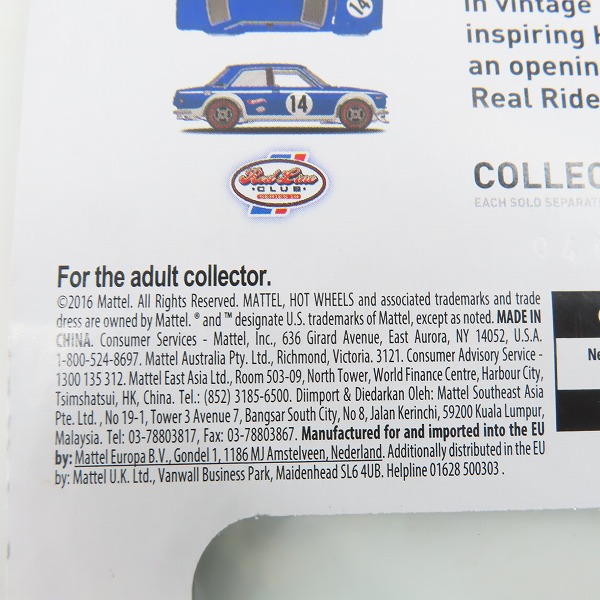 14
in vintage
inspiring
an openin
Real Ride
14
Red Line
CLUB
COLLEC
EACH SOLD SEPARAT
For the adult collector.
©2016 Mattel. All Rights Reserved. MATTEL, HOT WHEELS and associated trademarks and trade
dress are owned by Mattel. ® and ™ designate U.S. trademarks of Mattel, except as noted. MADE IN
CHINA. Consumer Services - Mattel, Inc., 636 Girard Avenue, East Aurora, NY 14052, U.S.A.
1-800-524-8697. Mattel Australia Pty. Ltd., Richmond, Victoria. 3121. Consumer Advisory Service -
1300 135 312. Mattel East Asia Ltd., Room 503-09, North Tower, World Finance Centre, Harbour City,
Tsimshatsui, HK, China. Tel.: (852) 3185-6500. Diimport & Diedarkan Oleh: Mattel Southeast Asia
Pte. Ltd. , No 19-1, Tower 3 Avenue 7, Bangsar South City, No 8, Jalan Kerinchi, 59200 Kuala Lumpur,
Malaysia. Tel: 03-78803817, Fax: 03-78803867. Manufactured for and imported into the EU
by: Mattel Europa B.V., Gondel 1, 1186 MJ Amstelveen, Nederland. Additionally distributed in the EU
by: Mattel U.K. Ltd., Vanwall Business Park, Maidenhead SL6 4UB. Helpline 01628 500303 .
Ne